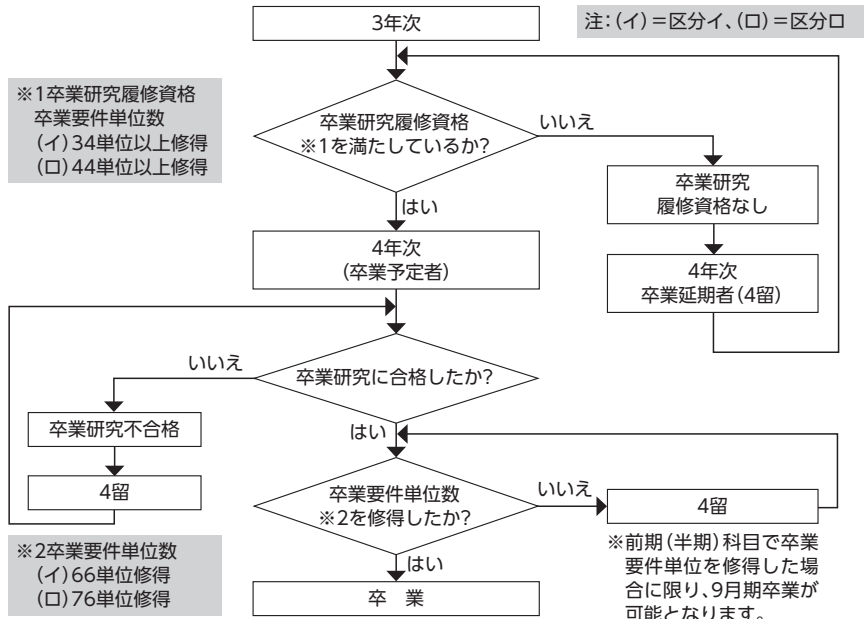 3年次
注：(イ)＝区分イ、(ロ)＝区分ロ
※1卒業研究履修資格
卒業要件単位数
(イ)34単位以上修得
(ロ)44単位以上修得
卒業研究履修資格
※1を満たしているか?
いいえ
はい
卒業研究
履修資格なし
4年次
(卒業予定者)
4年次
卒業延期者(4留)
いいえ
卒業研究に合格したか?
卒業研究不合格
はい
4留
卒業要件単位数
※2を修得したか?
いいえ
4留
※2卒業要件単位数
(イ)66単位修得
(ロ)76単位修得
はい
卒　業
※前期(半期)科目で卒業
要件単位を修得した場
合に限り、9月期卒業が
可能となります。